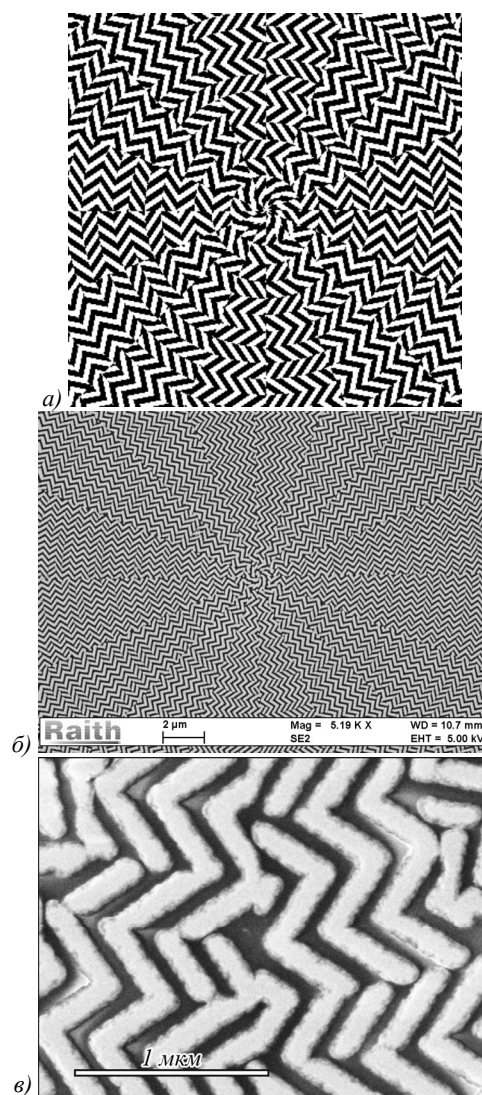 а)
б)
Raith
2 µm
Mag = 5.19 K X
WD = 10.7 mm
SE2
EHT = 5.00 kV
в)
1 мкм